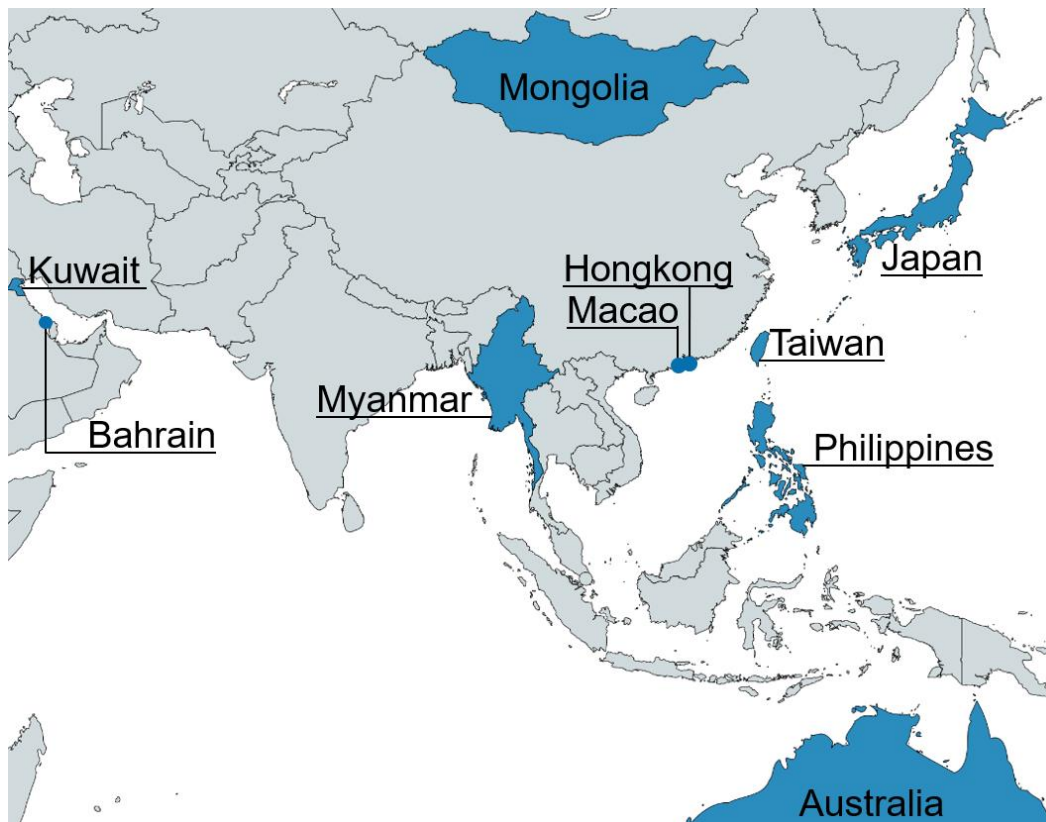 Mongolia
Kuwait
Hongkong
Japan
Macao
Taiwan
Myanmar
Bahrain
Philippines
Australia